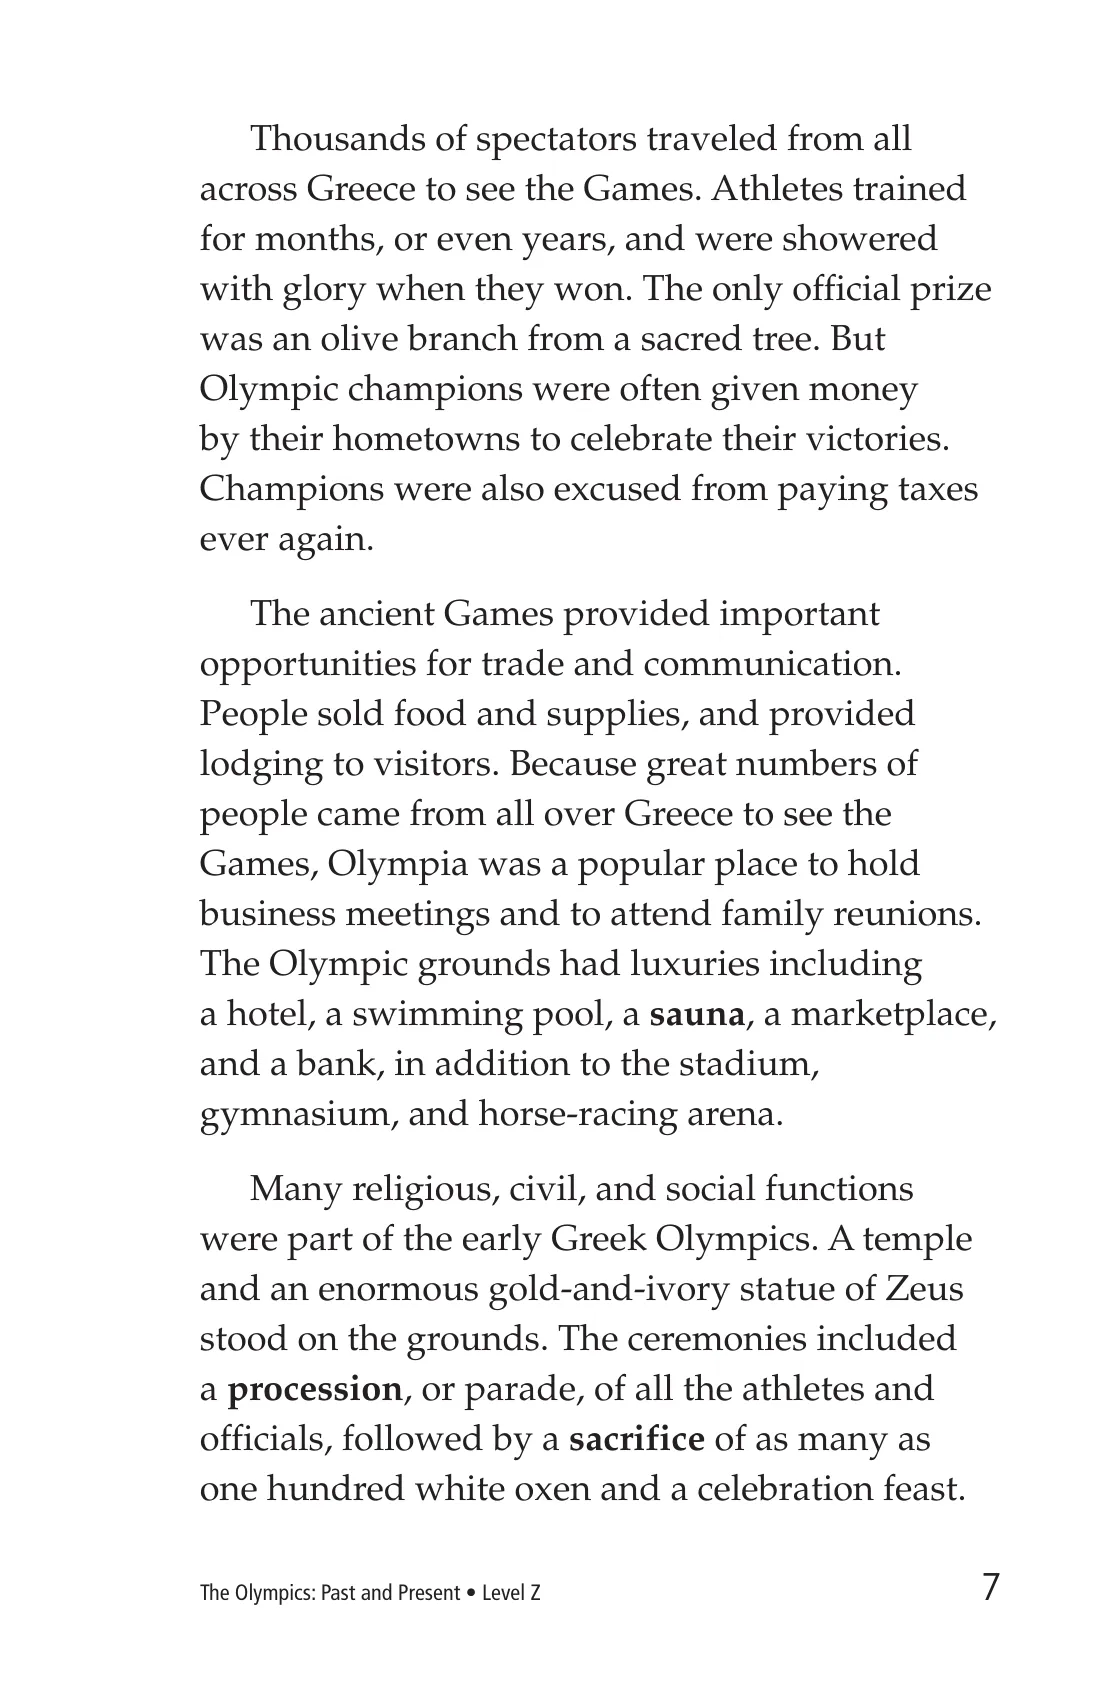 Thousands of spectators traveled from all
across Greece to see the Games. Athletes trained
for months, or even years, and were showered
with glory when they won. The only official prize
was an olive branch from a sacred tree. But
Olympic champions were often given money
by their hometowns to celebrate their victories.
Champions were also excused from paying taxes
ever again.
The ancient Games provided important
opportunities for trade and communication.
People sold food and supplies, and provided
lodging to visitors. Because great numbers of
people came from all over Greece to see the
Games, Olympia was a popular place to hold
business meetings and to attend family reunions.
The Olympic grounds had luxuries including
a hotel, a swimming pool, a sauna, a marketplace,
and a bank, in addition to the stadium,
gymnasium, and horse-racing arena.
Many religious, civil, and social functions
were part of the early Greek Olympics. A temple
and an enormous gold-and-ivory statue of Zeus
stood on the grounds. The ceremonies included
a procession, or parade, of all the athletes and
officials, followed by a sacrifice of as many as
one hundred white oxen and a celebration feast.
The Olympics: Past and Present • Level Z 7